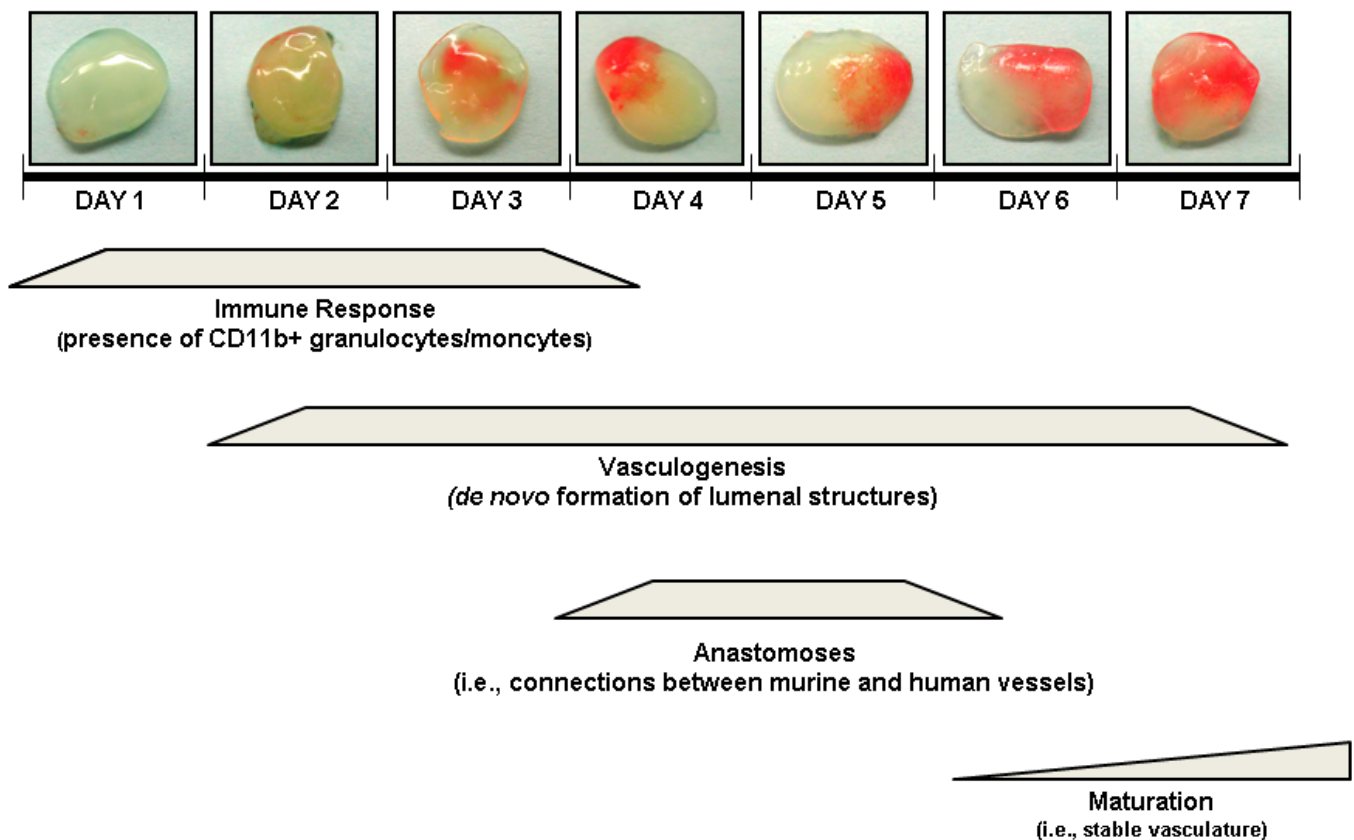 DAY 1 DAY 2 DAY 3 DAY 4 DAY 5 DAY 6 DAY 7
Immune Response
(presence of CD11b+ granulocytes/moncytes)
Vasculogenesis
(de novo formation of lumenal structures)
Anastomoses
(i.e., connections between murine and human vessels)
Maturation
(i.e., stable vasculature)